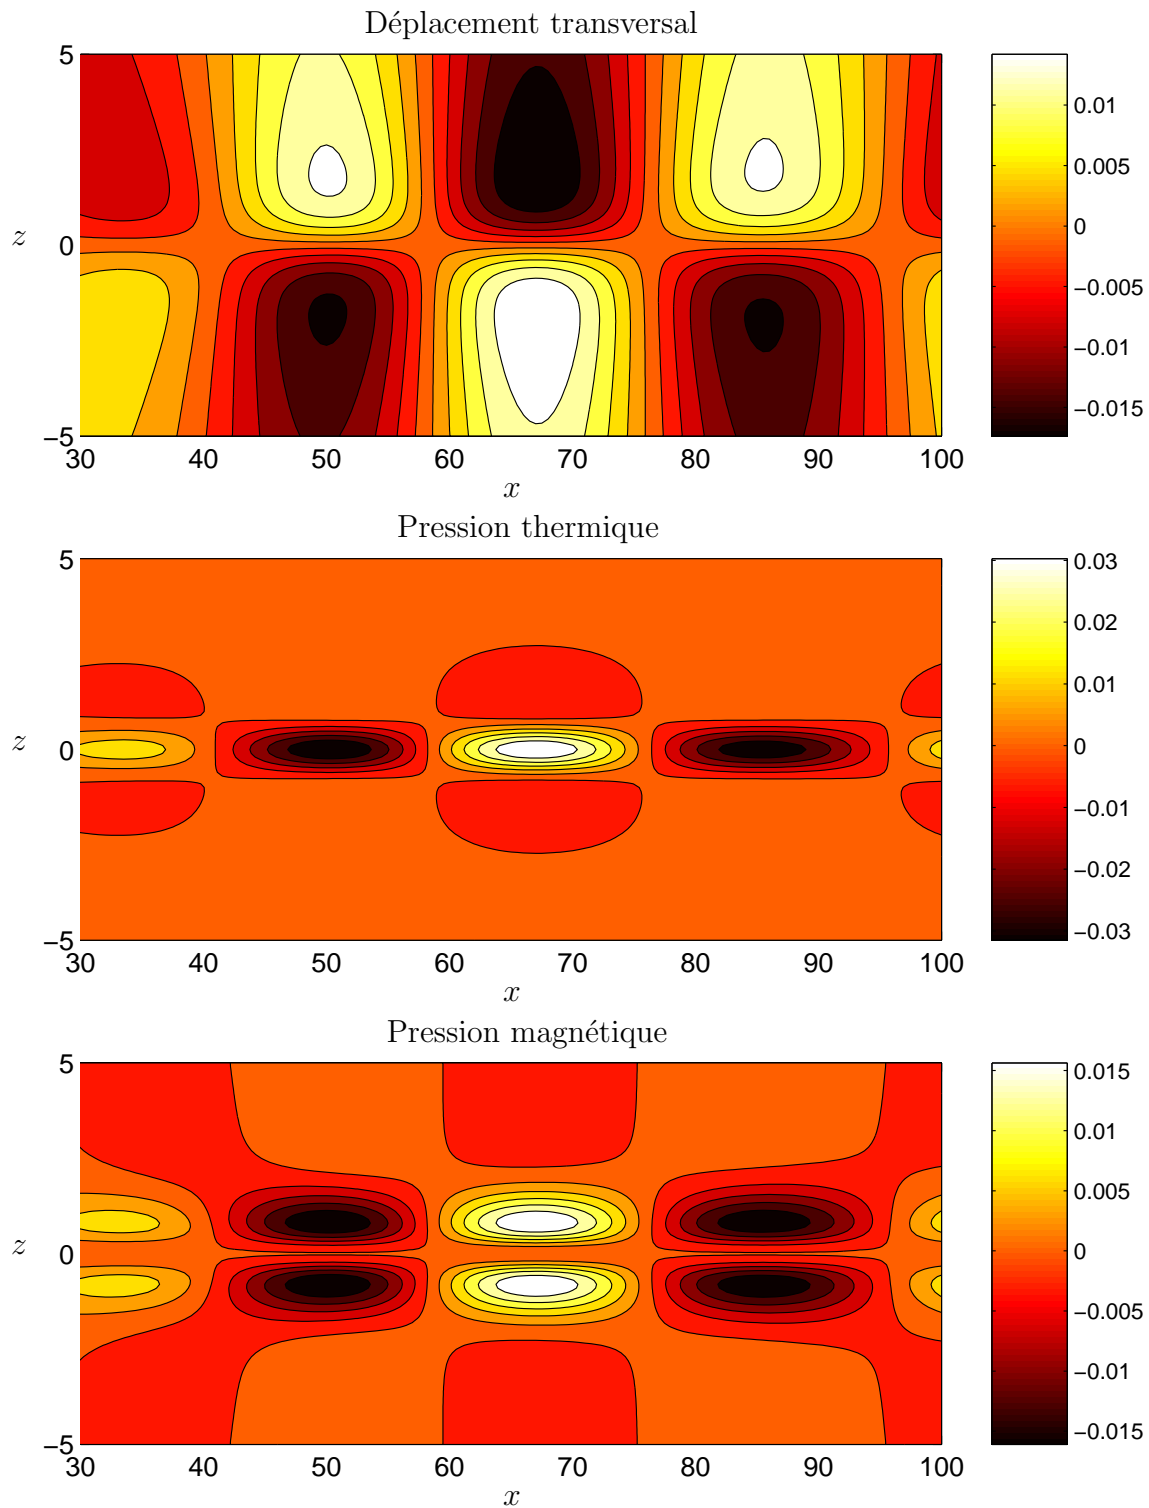 Déplacement transversal
5
0
−5
z
30 40 50 60 70 80 90 100
x
0.01
0.005
0
−0.005
−0.01
−0.015
Pression thermique
5
0
−5
z
30 40 50 60 70 80 90 100
x
0.03
0.02
0.01
0
−0.01
−0.02
−0.03
Pression magnétique
5
0
−5
z
30 40 50 60 70 80 90 100
x
0.015
0.01
0.005
0
−0.005
−0.01
−0.015